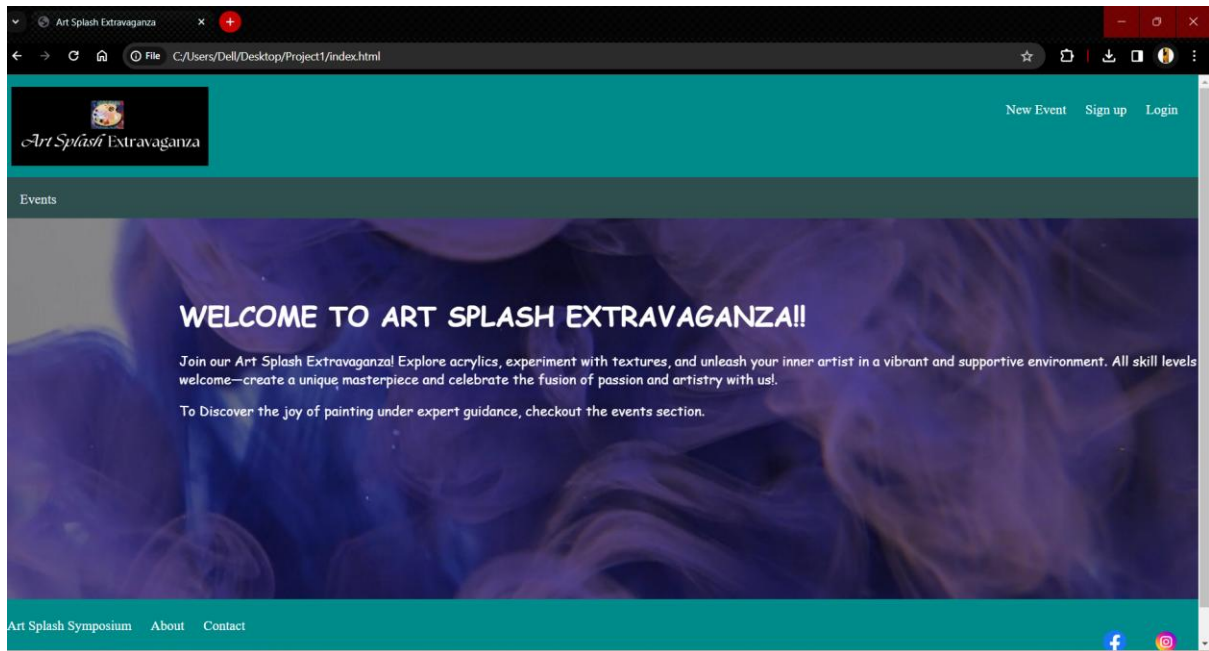 Art Splash Extravaganza
File C:/Users/Dell/Desktop/Project1/index.html
Art Splash Extravaganza
New Event Sign up Login
Events
WELCOME TO ART SPLASH EXTRAVAGANZA!!
Join our Art Splash Extravaganza! Explore acrylics, experiment with textures, and unleash your inner artist in a vibrant and supportive environment. All skill levels
welcome—create a unique masterpiece and celebrate the fusion of passion and artistry with us!.
To Discover the joy of painting under expert guidance, checkout the events section.
Art Splash Symposium About Contact